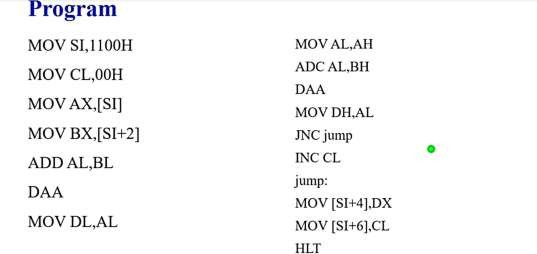 Program
MOV SI,1100H
MOV CL,00H
MOV AX,[SI]
MOV BX,[SI+2]
ADD AL,BL
DAA
MOV DL,AL
MOV AL,AH
ADC AL,BH
DAA
MOV DH,AL
JNC jump
INC CL
jump:
MOV [SI+4],DX
MOV [SI+6],CL
HLT